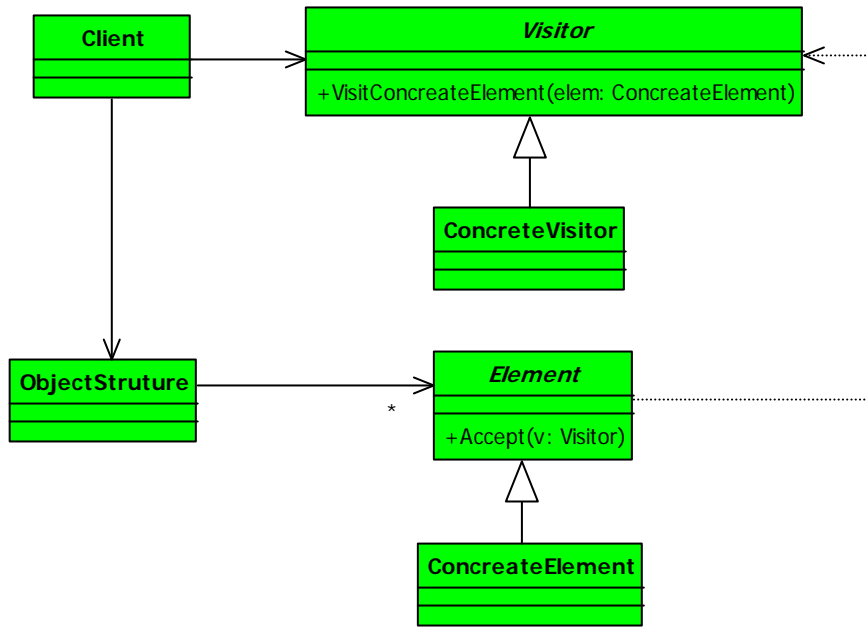 Client
Visitor
+VisitConcreateElement(elem: ConcreateElement)
ConcreteVisitor
ObjectStruture
*
Element
+Accept(v: Visitor)
ConcreateElement